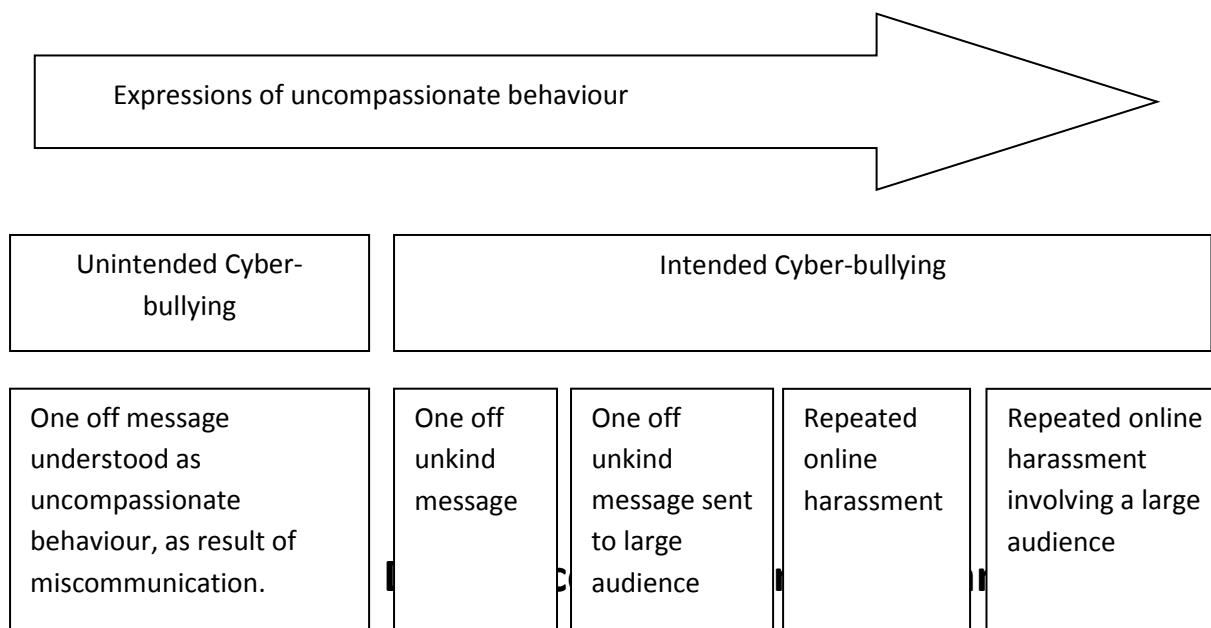 Expressions of uncompassionate behaviour
Unintended Cyber-
bullying
Intended Cyber-bullying
One off message
understood as
uncompassionate
behaviour, as result of
miscommunication.
One off
unkind
message
One off
unkind
message sent
to large
audience
Repeated
online
harassment
Repeated online
harassment
involving a large
audience